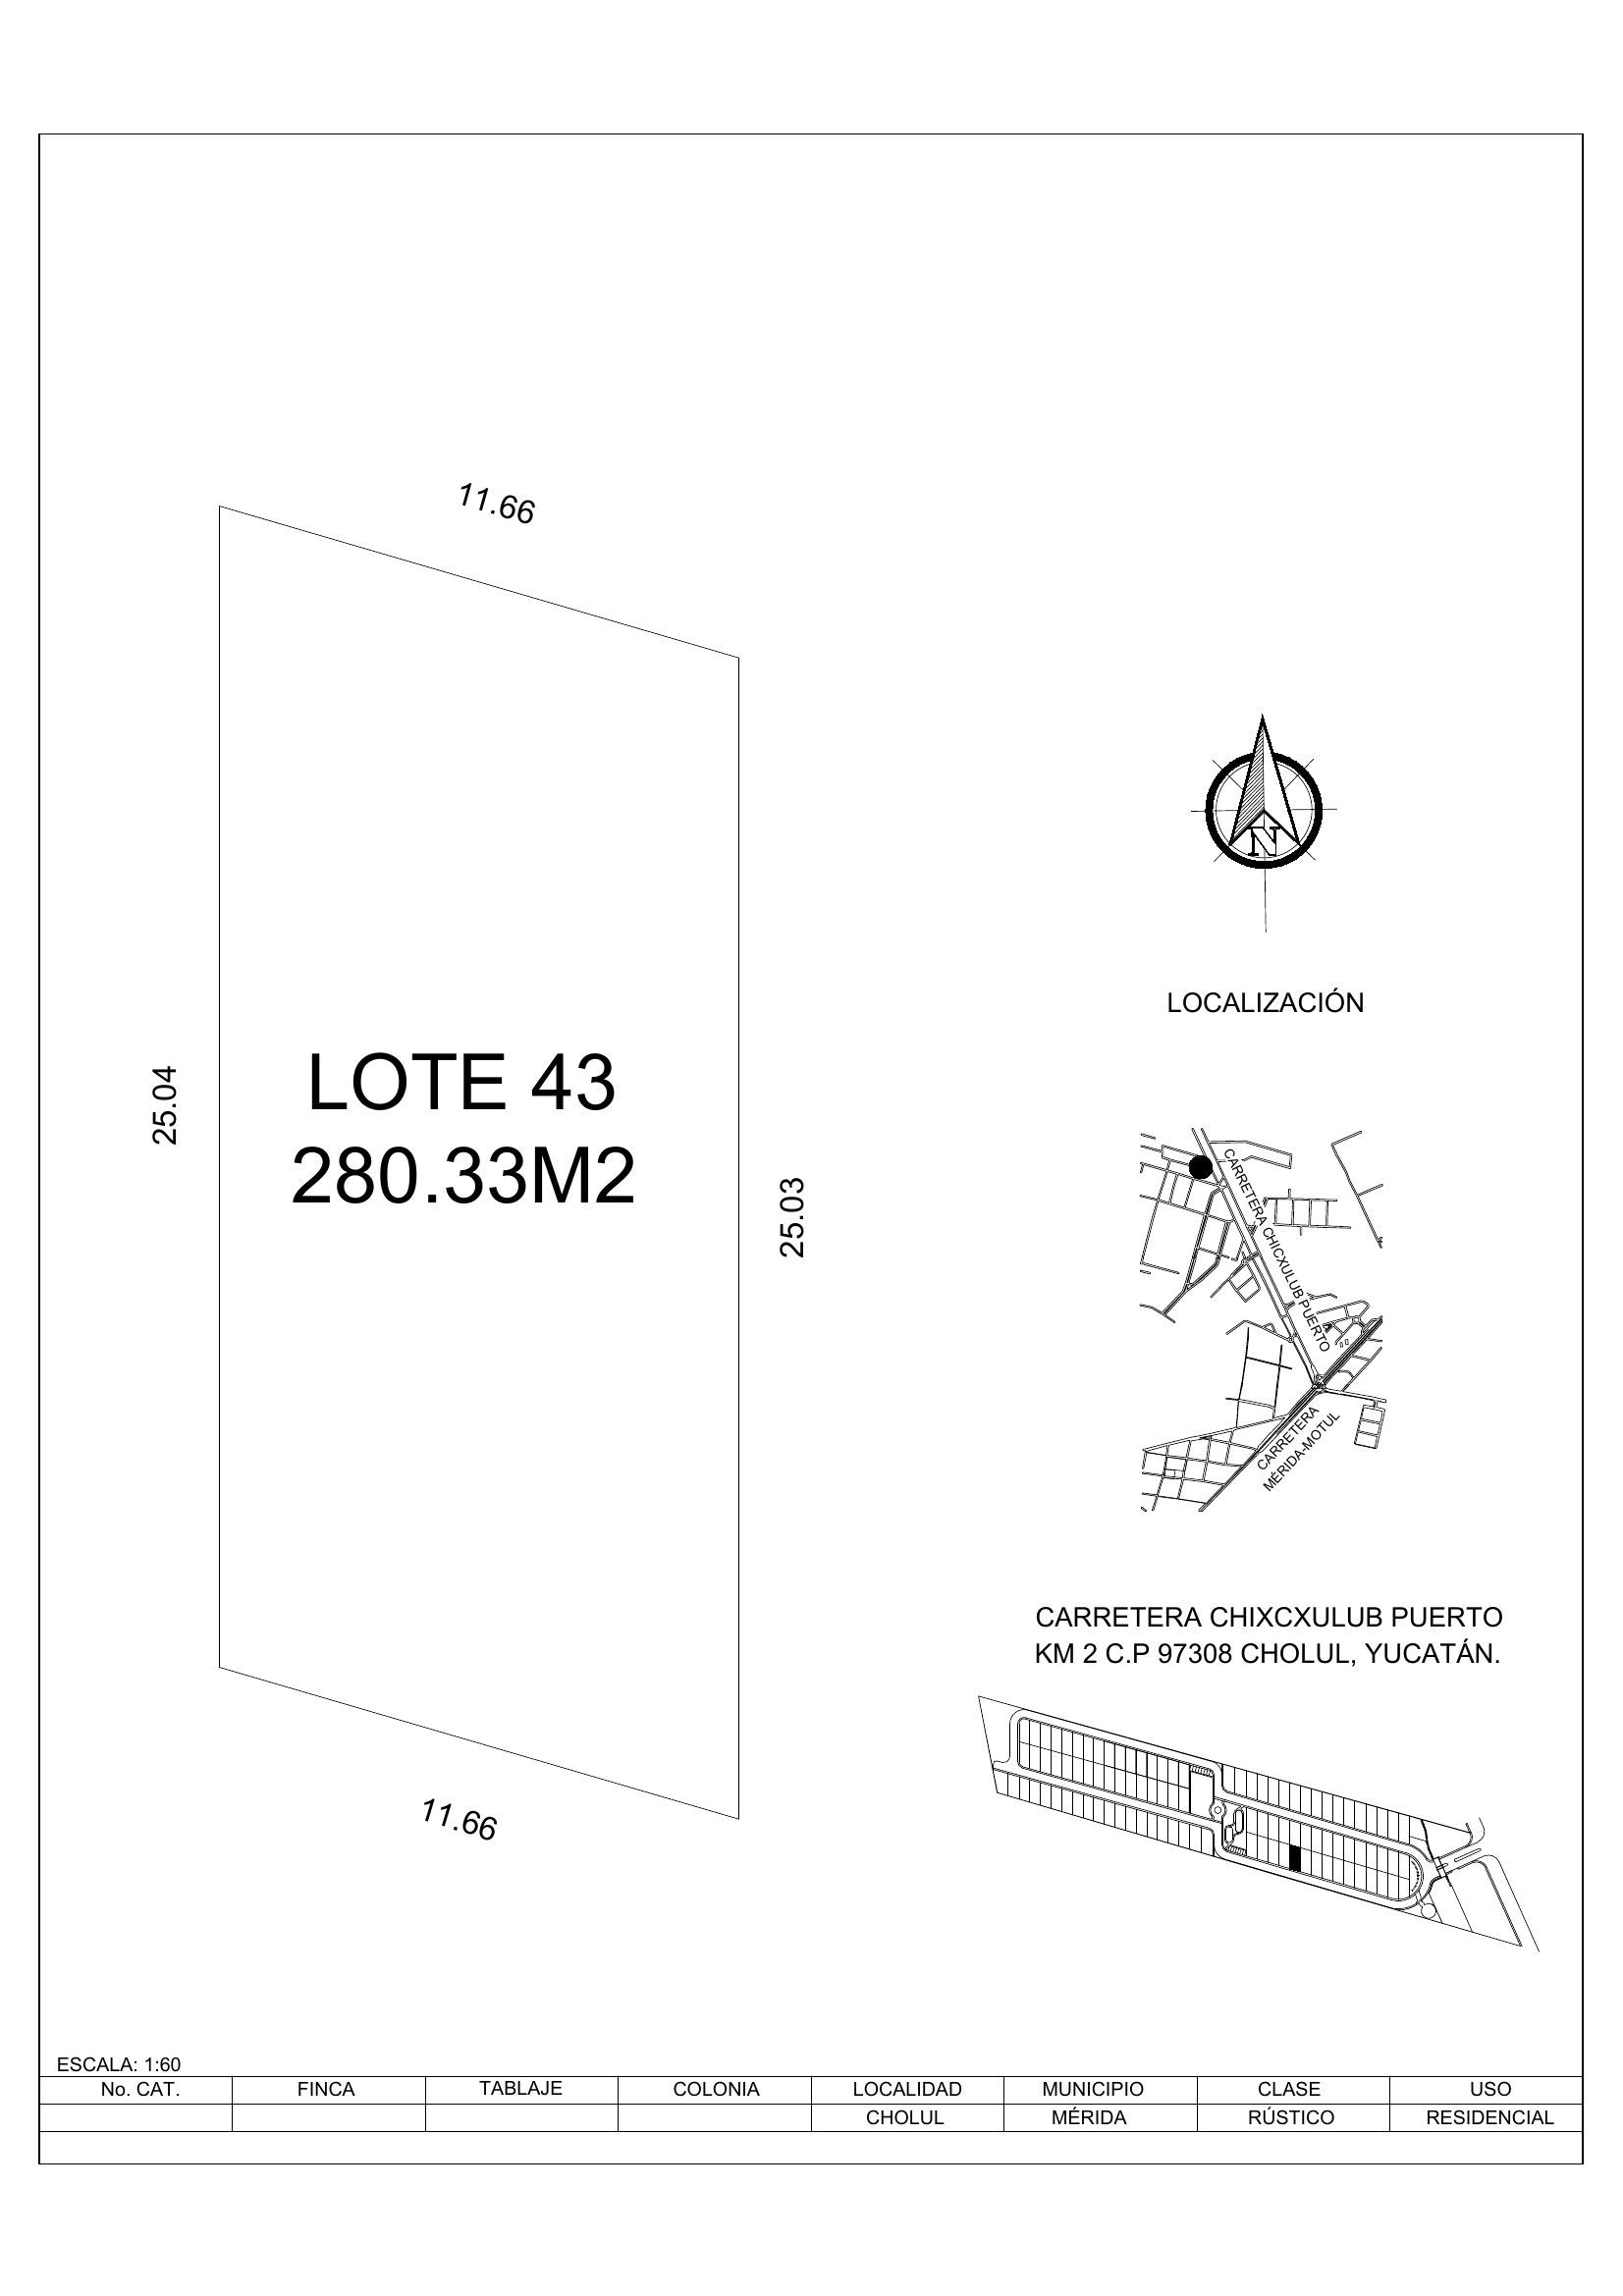 11.66
25.04
LOTE 43
280.33M2
25.03
11.66
N
LOCALIZACIÓN
CARRETERA CHICXULUB PUERTO
CARRETERA
MÉRIDA-MOTUL
CARRETERA CHIXCXULUB PUERTO
KM 2 C.P 97308 CHOLUL, YUCATÁN.
ESCALA: 1:60
No. CAT. FINCA TABLAJE COLONIA LOCALIDAD MUNICIPIO CLASE USO
CHOLUL MÉRIDA RÚSTICO RESIDENCIAL